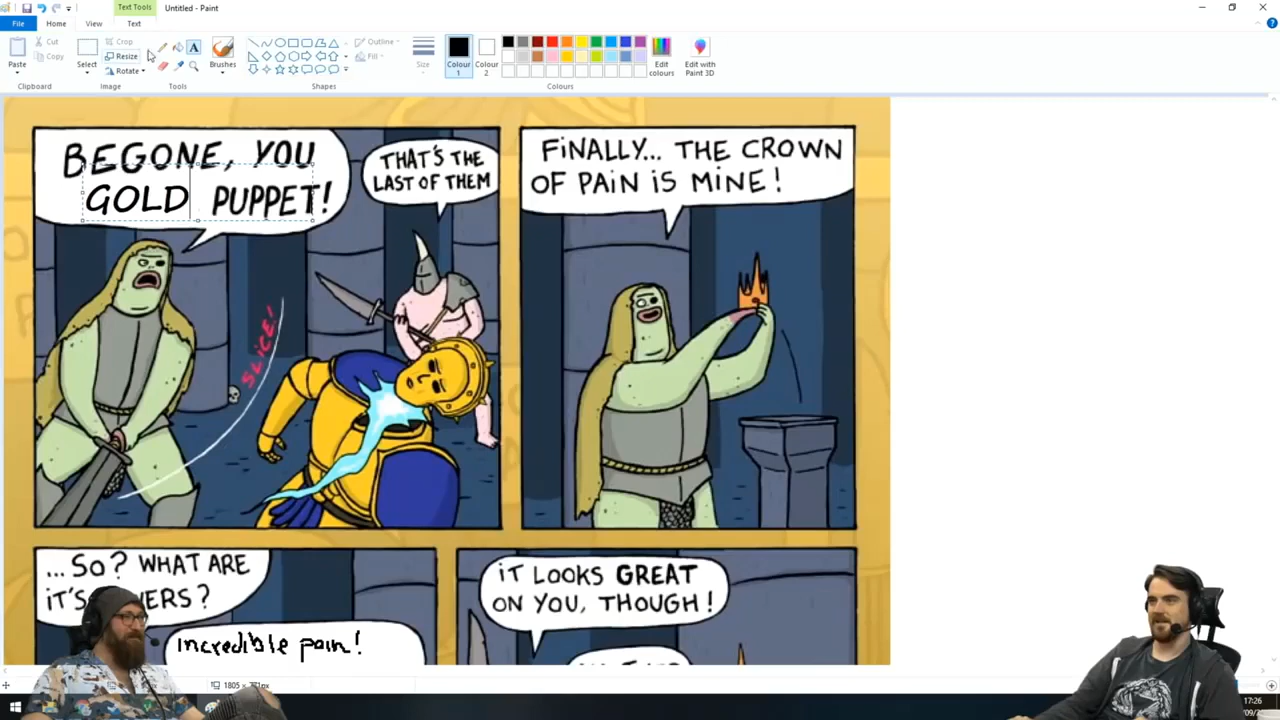 Text Tools
Untitled - Paint
File
Home
View
Text
Paste
Cut
Copy
Clipboard
Select
Crop
Resize
Rotate
Image
Tools
Brushes
Shapes
Outline
Fill
Size
Colour 1
Colour 2
Edit colours
Edit with Paint 3D
Colours
BEGONE, YOU
GOLD PUPPET!
THAT'S THE
LAST OF THEM
SLICE!
FINALLY... THE CROWN
OF PAIN IS MINE!
...SO? WHAT ARE
IT'S
incredible pain!
IT LOOKS GREAT
ON YOU, THOUGH!
17:26